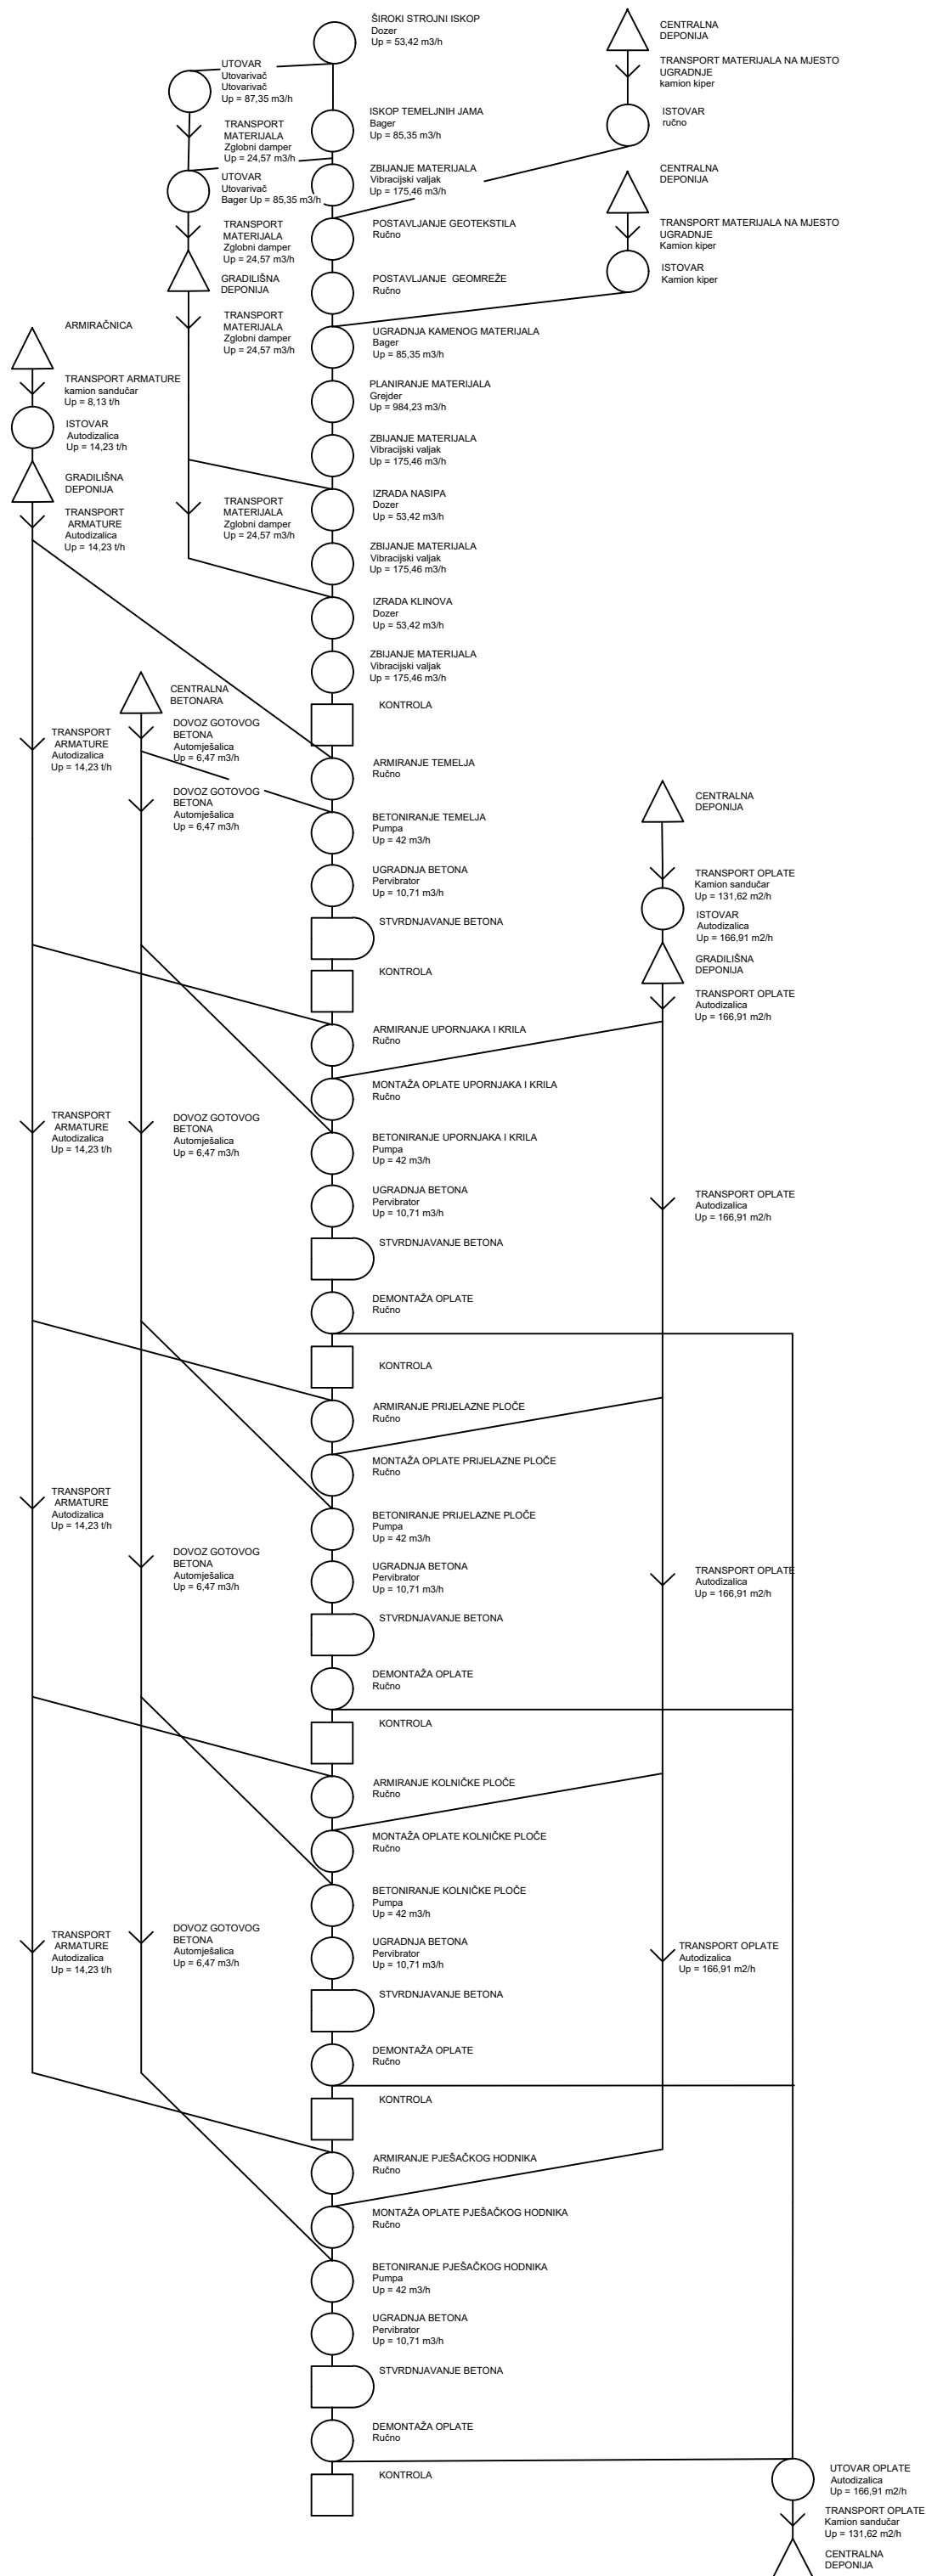 ŠIROKI STROJNI ISKOP
Dozer
Up = 53,42 m3/h
CENTRALNA
DEPONIJA
UTOVAR
Utovarivač
Utovarivač
Up = 87,35 m3/h
TRANSPORT MATERIJALA NA MJESTO
UGRADNJE
kamion kiper
ISKOP TEMELJNIH JAMA
Bager
Up = 85,35 m3/h
ISTOVAR
ručno
TRANSPORT
MATERIJALA
Zglobni damper
Up = 24,57 m3/h
ZBIJANJE MATERIJALA
Vibracijski valjak
Up = 175,46 m3/h
CENTRALNA
DEPONIJA
UTOVAR
Utovarivač
Bager Up = 85,35 m3/h
TRANSPORT
MATERIJALA
Zglobni damper
Up = 24,57 m3/h
POSTAVLJANJE GEOTEKSTILA
Ručno
TRANSPORT MATERIJALA NA MJESTO
UGRADNJE
Kamion kiper
GRADILIŠNA
DEPONIJA
POSTAVLJANJE  GEOMREŽE
Ručno
ISTOVAR
Kamion kiper
ARMIRAČNICA
TRANSPORT
MATERIJALA
Zglobni damper
Up = 24,57 m3/h
UGRADNJA KAMENOG MATERIJALA
Bager
Up = 85,35 m3/h
TRANSPORT ARMATURE
kamion sandučar
Up = 8,13 t/h
PLANIRANJE MATERIJALA
Grejder
Up = 984,23 m3/h
ISTOVAR
Autodizalica
Up = 14,23 t/h
ZBIJANJE MATERIJALA
Vibracijski valjak
Up = 175,46 m3/h
GRADILIŠNA
DEPONIJA
TRANSPORT
ARMATURE
Autodizalica
Up = 14,23 t/h
TRANSPORT
MATERIJALA
Zglobni damper
Up = 24,57 m3/h
IZRADA NASIPA
Dozer
Up = 53,42 m3/h
ZBIJANJE MATERIJALA
Vibracijski valjak
Up = 175,46 m3/h
IZRADA KLINOVA
Dozer
Up = 53,42 m3/h
ZBIJANJE MATERIJALA
Vibracijski valjak
Up = 175,46 m3/h
CENTRALNA
BETONARA
KONTROLA
TRANSPORT
ARMATURE
Autodizalica
Up = 14,23 t/h
DOVOZ GOTOVOG
BETONA
Automješalica
Up = 6,47 m3/h
ARMIRANJE TEMELJA
Ručno
DOVOZ GOTOVOG
BETONA
Automješalica
Up = 6,47 m3/h
CENTRALNA
DEPONIJA
BETONIRANJE TEMELJA
Pumpa
Up = 42 m3/h
UGRADNJA BETONA
Pervibrator
Up = 10,71 m3/h
TRANSPORT OPLATE
Kamion sandučar
Up = 131,62 m2/h
STVRDNJAVANJE BETONA
ISTOVAR
Autodizalica
Up = 166,91 m2/h
KONTROLA
GRADILIŠNA
DEPONIJA
TRANSPORT OPLATE
Autodizalica
Up = 166,91 m2/h
ARMIRANJE UPORNJAKA I KRILA
Ručno
MONTAŽA OPLATE UPORNJAKA I KRILA
Ručno
TRANSPORT
ARMATURE
Autodizalica
Up = 14,23 t/h
DOVOZ GOTOVOG
BETONA
Automješalica
Up = 6,47 m3/h
BETONIRANJE UPORNJAKA I KRILA
Pumpa
Up = 42 m3/h
UGRADNJA BETONA
Pervibrator
Up = 10,71 m3/h
TRANSPORT OPLATE
Autodizalica
Up = 166,91 m2/h
STVRDNJAVANJE BETONA
DEMONTAŽA OPLATE
Ručno
KONTROLA
ARMIRANJE PRIJELAZNE PLOČE
Ručno
MONTAŽA OPLATE PRIJELAZNE PLOČE
Ručno
TRANSPORT
ARMATURE
Autodizalica
Up = 14,23 t/h
BETONIRANJE PRIJELAZNE PLOČE
Pumpa
Up = 42 m3/h
DOVOZ GOTOVOG
BETONA
Automješalica
Up = 6,47 m3/h
UGRADNJA BETONA
Pervibrator
Up = 10,71 m3/h
TRANSPORT OPLATE
Autodizalica
Up = 166,91 m2/h
STVRDNJAVANJE BETONA
DEMONTAŽA OPLATE
Ručno
KONTROLA
ARMIRANJE KOLNIČKE PLOČE
Ručno
MONTAŽA OPLATE KOLNIČKE PLOČE
Ručno
BETONIRANJE KOLNIČKE PLOČE
Pumpa
Up = 42 m3/h
TRANSPORT
ARMATURE
Autodizalica
Up = 14,23 t/h
DOVOZ GOTOVOG
BETONA
Automješalica
Up = 6,47 m3/h
UGRADNJA BETONA
Pervibrator
Up = 10,71 m3/h
TRANSPORT OPLATE
Autodizalica
Up = 166,91 m2/h
STVRDNJAVANJE BETONA
DEMONTAŽA OPLATE
Ručno
KONTROLA
ARMIRANJE PJEŠAČKOG HODNIKA
Ručno
MONTAŽA OPLATE PJEŠAČKOG HODNIKA
Ručno
BETONIRANJE PJEŠAČKOG HODNIKA
Pumpa
Up = 42 m3/h
UGRADNJA BETONA
Pervibrator
Up = 10,71 m3/h
STVRDNJAVANJE BETONA
DEMONTAŽA OPLATE
Ručno
KONTROLA
UTOVAR OPLATE
Autodizalica
Up = 166,91 m2/h
TRANSPORT OPLATE
Kamion sandučar
Up = 131,62 m2/h
CENTRALNA
DEPONIJA